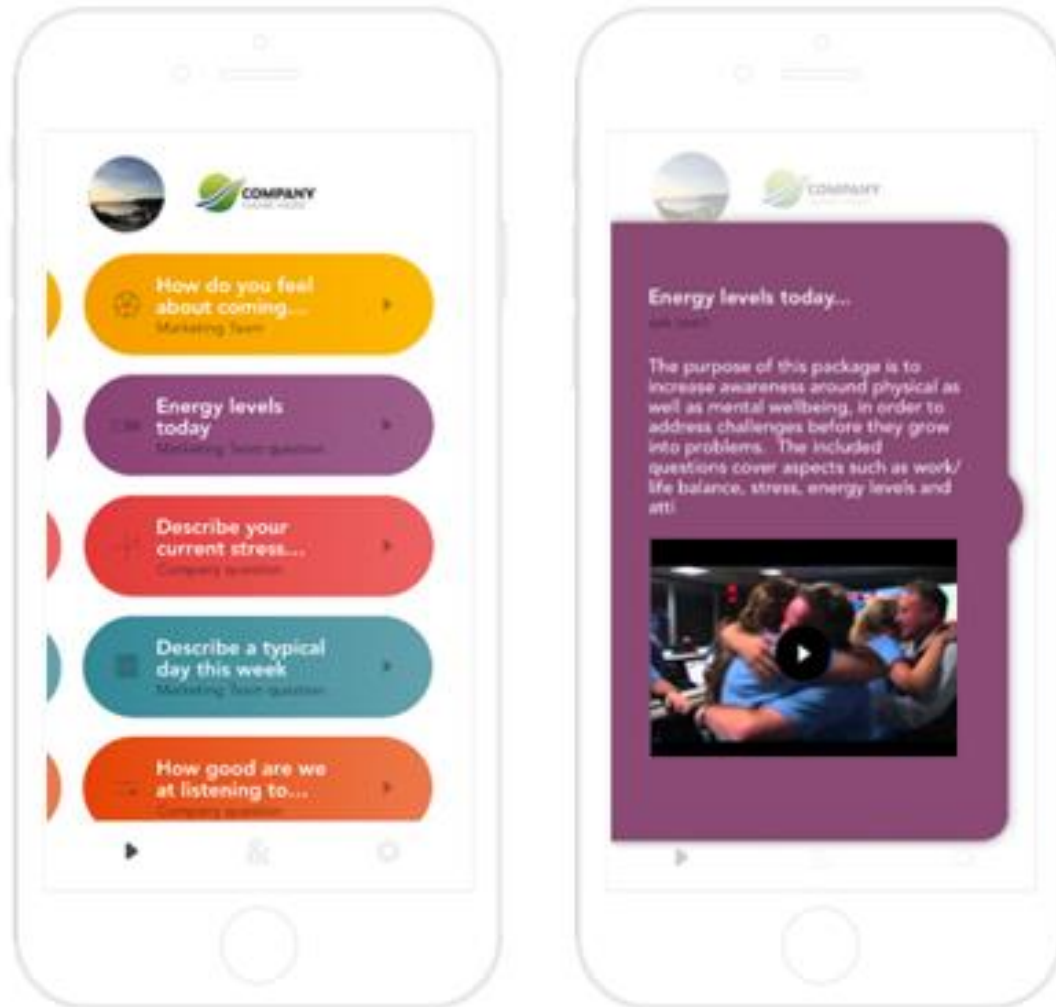 COMPANY
How do you feel
about coming...
Marketing Team
Energy levels
today
Marketing Team question
Describe your
current stress...
Company question
Describe a typical
day this week
Marketing Team question
How good are we
at listening to...
Company question
&
COMPANY
Energy levels today...
The purpose of this package is to
increase awareness around physical as
well as mental wellbeing, in order to
address challenges before they grow
into problems. The included
questions cover aspects such as work/
life balance, stress, energy levels and
atti